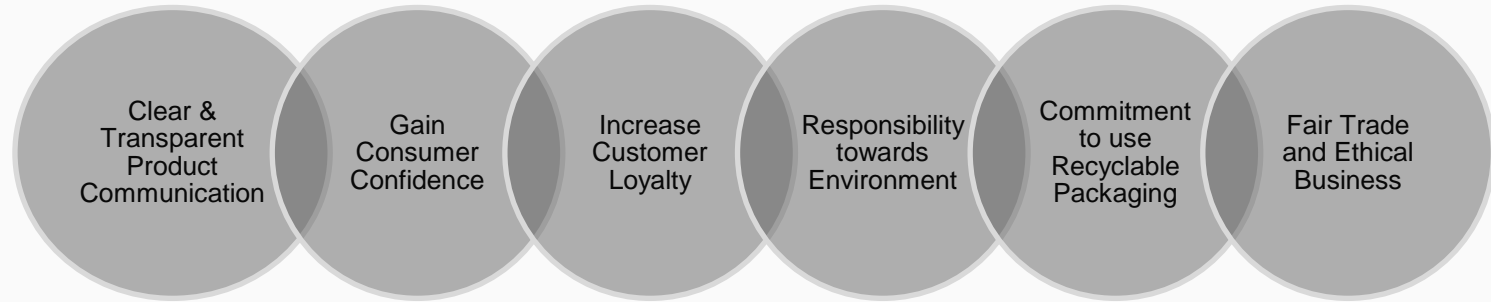 Clear &
Transparent
Product
Communication
Gain
Consumer
Confidence
Increase
Customer
Loyalty
Responsibility
towards
Environment
Commitment
to use
Recyclable
Packaging
Fair Trade
and Ethical
Business